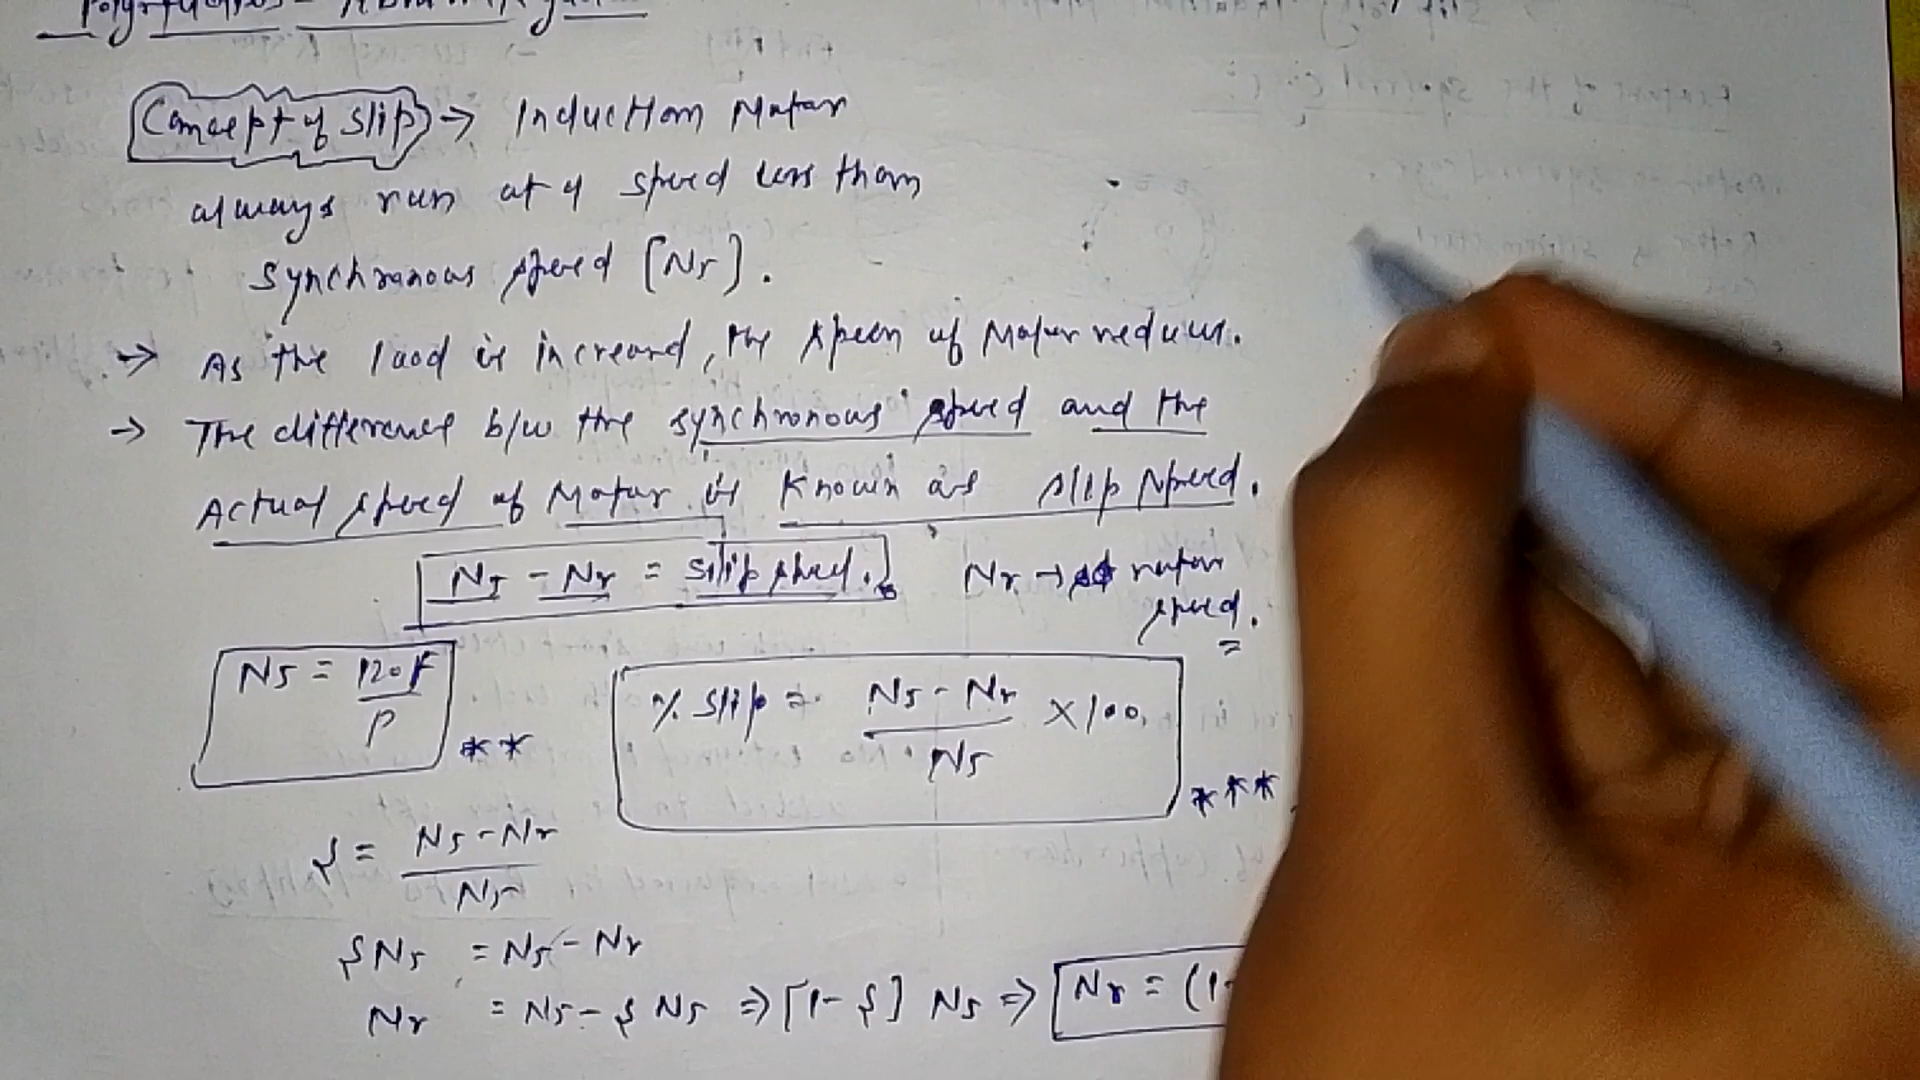 Concept of slip → Induction Motor
always run at a speed less than
synchronous speed [Ns].
→ As the load is increased, the speed of Motor reduces.
→ The difference b/w the synchronous speed and the
Actual speed of Motor is known as slip speed.
Ns - Nr = slip speed. Nr → rotor
speed.
Ns = 120F / P **
% slip = Ns - Nr / Ns × 100. ***
s = Ns - Nr / Ns
sNs = Ns - Nr
Nr = Ns - s Ns ⇒ [1 - s] Ns ⇒ Nr = (1-